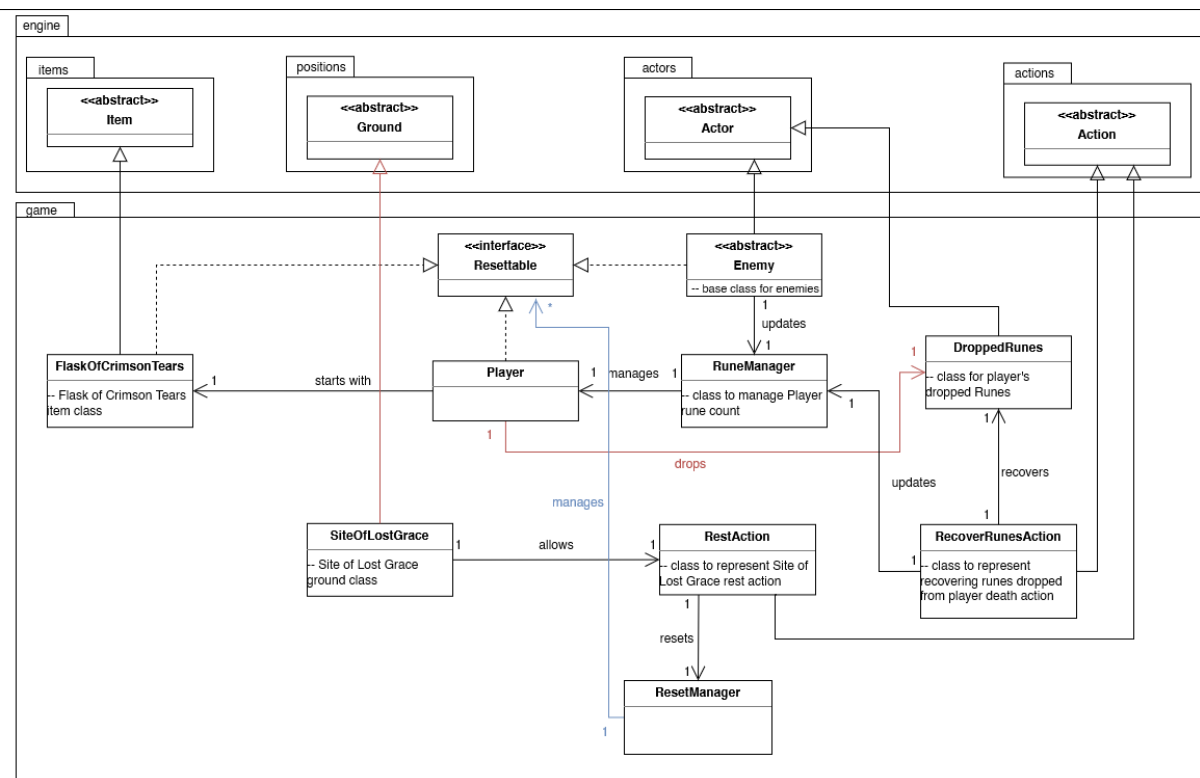 engine
items
positions
actors
actions
<<abstract>>
Item
<<abstract>>
Ground
<<abstract>>
Actor
<<abstract>>
Action
game
<<interface>>
Resettable
<<abstract>>
Enemy
-- base class for enemies
*
1
updates
1
FlaskOfCrimsonTears
-- Flask of Crimson Tears
item class
1
starts with
Player
1
manages
1
RuneManager
-- class to manage Player
rune count
1
1
DroppedRunes
-- class for player's
dropped Runes
1
1
drops
recovers
updates
manages
1
SiteOfLostGrace
-- Site of Lost Grace
ground class
1
allows
1
RestAction
-- class to represent Site of
Lost Grace rest action
1
RecoverRunesAction
-- class to represent
recovering runes dropped
from player death action
1
resets
1
ResetManager
1